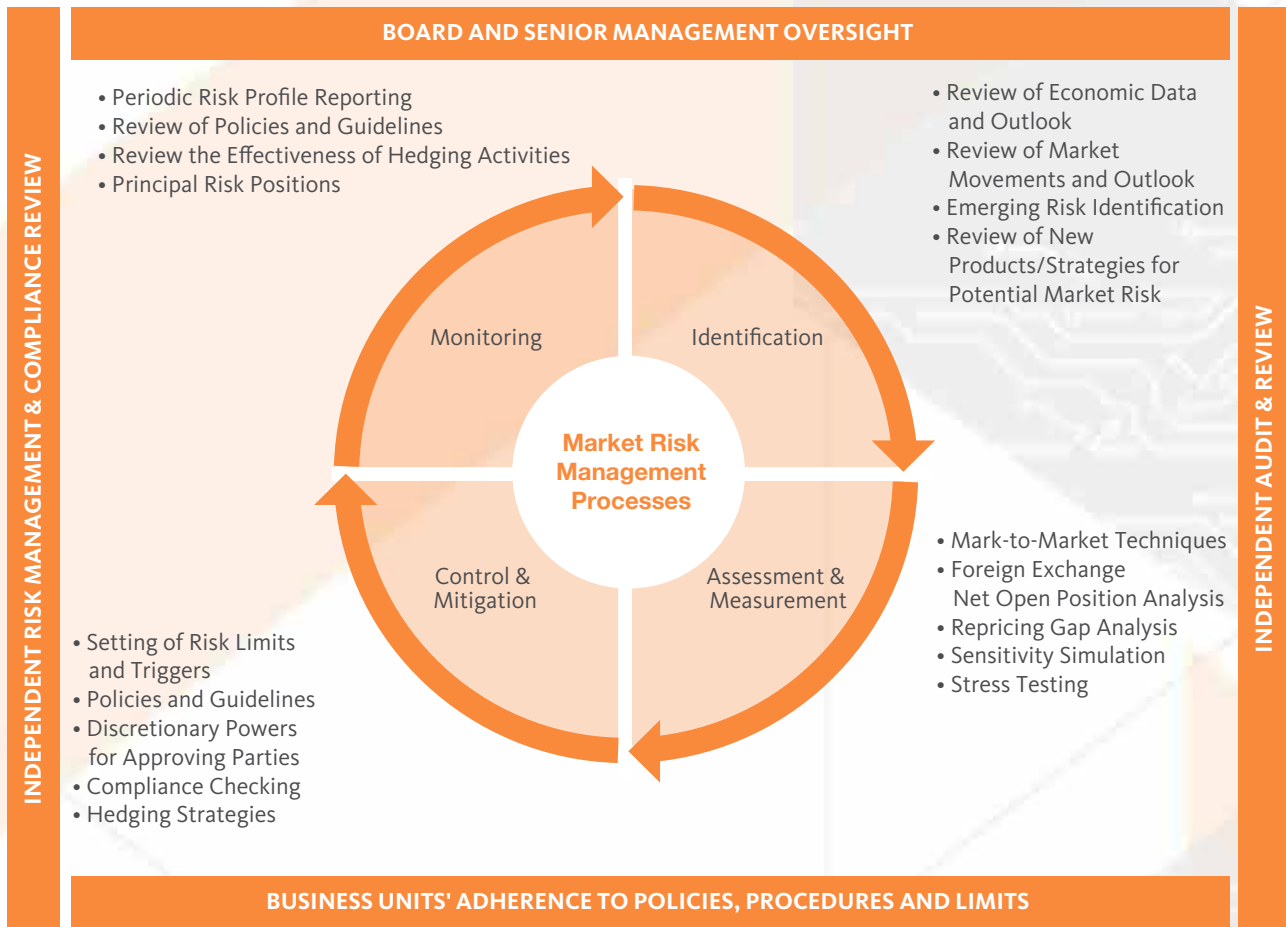 BOARD AND SENIOR MANAGEMENT OVERSIGHT
INDEPENDENT RISK MANAGEMENT & COMPLIANCE REVIEW
• Periodic Risk Profile Reporting
• Review of Policies and Guidelines
• Review the Effectiveness of Hedging Activities
• Principal Risk Positions
• Review of Economic Data
and Outlook
• Review of Market
Movements and Outlook
• Emerging Risk Identification
• Review of New
Products/Strategies for
Potential Market Risk
Monitoring
Identification
Market Risk
Management
Processes
Control &
Mitigation
Assessment &
Measurement
• Mark-to-Market Techniques
• Foreign Exchange
Net Open Position Analysis
• Repricing Gap Analysis
• Sensitivity Simulation
• Stress Testing
• Setting of Risk Limits
and Triggers
• Policies and Guidelines
• Discretionary Powers
for Approving Parties
• Compliance Checking
• Hedging Strategies
INDEPENDENT AUDIT & REVIEW
BUSINESS UNITS' ADHERENCE TO POLICIES, PROCEDURES AND LIMITS